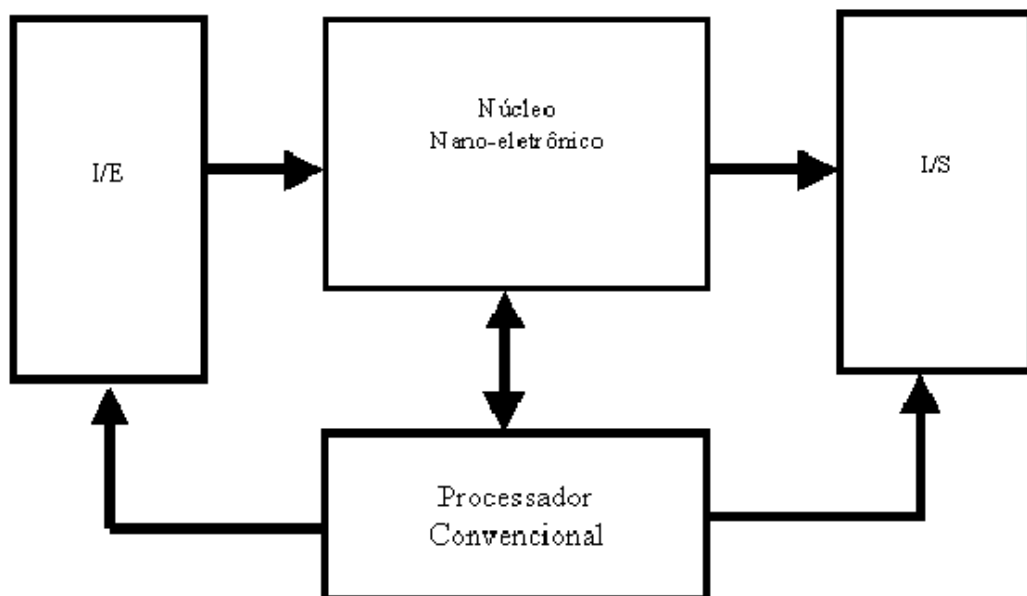 I/E
Núcleo
Nano-eletrônico
I/S
Processador
Convencional